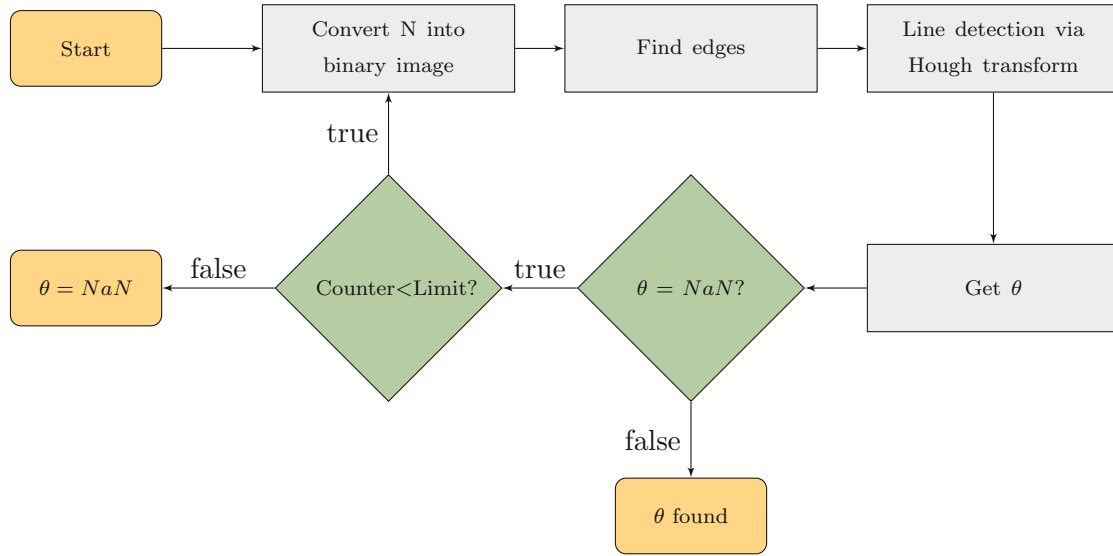 Start
Convert N into
binary image
Find edges
Line detection via
Hough transform
true
θ = NaN
false
Counter<Limit?
true
θ = NaN?
Get θ
false
θ found